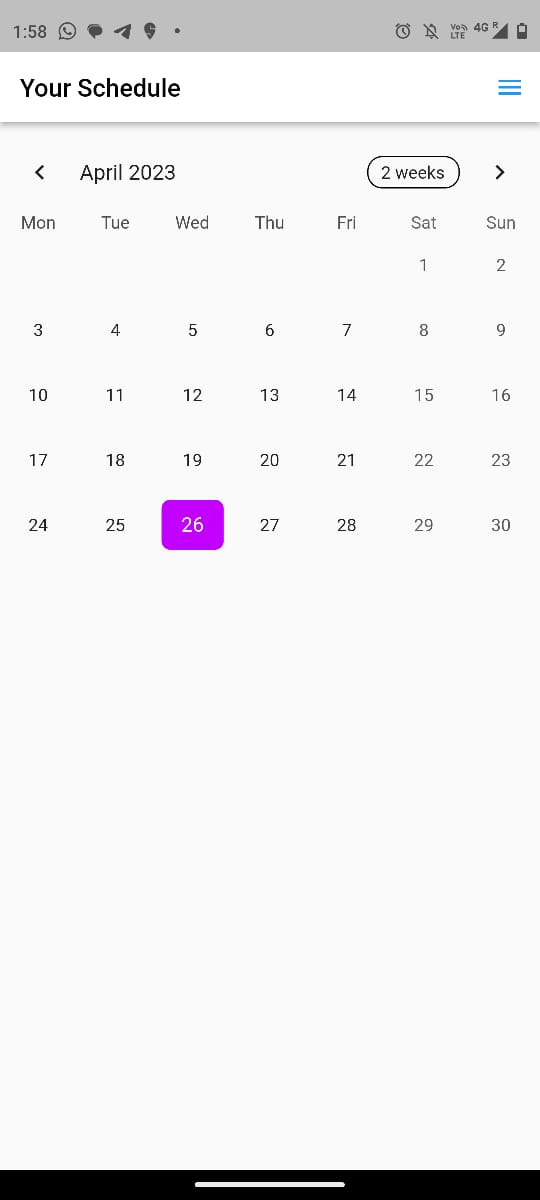 1:58 VoLTE 4G R
Your Schedule
April 2023 2 weeks
Mon Tue Wed Thu Fri Sat Sun
1 2
3 4 5 6 7 8 9
10 11 12 13 14 15 16
17 18 19 20 21 22 23
24 25 26 27 28 29 30